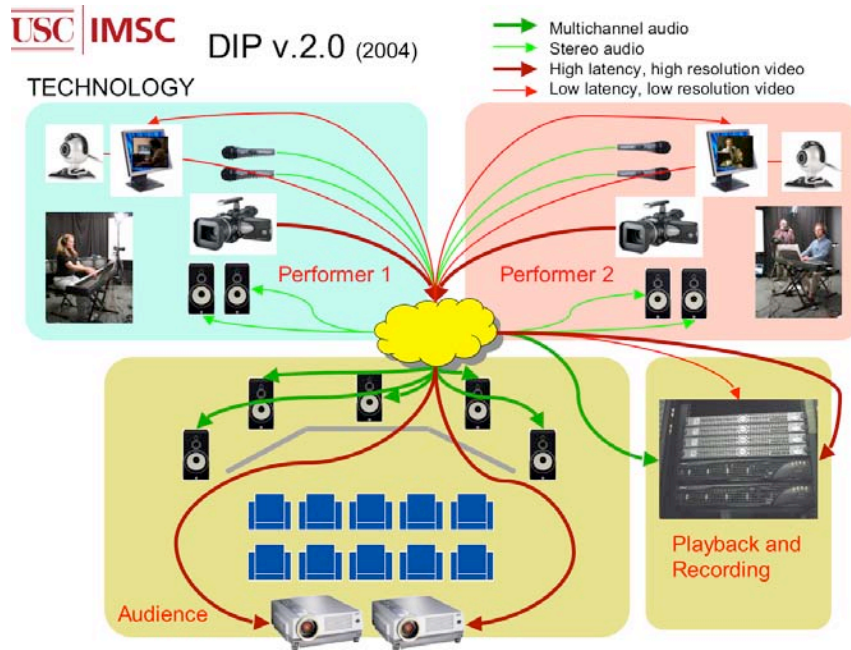 USC IMSC
DIP v.2.0 (2004)
Multichannel audio
Stereo audio
High latency, high resolution video
Low latency, low resolution video
TECHNOLOGY
Performer 1
Performer 2
Audience
Playback and
Recording